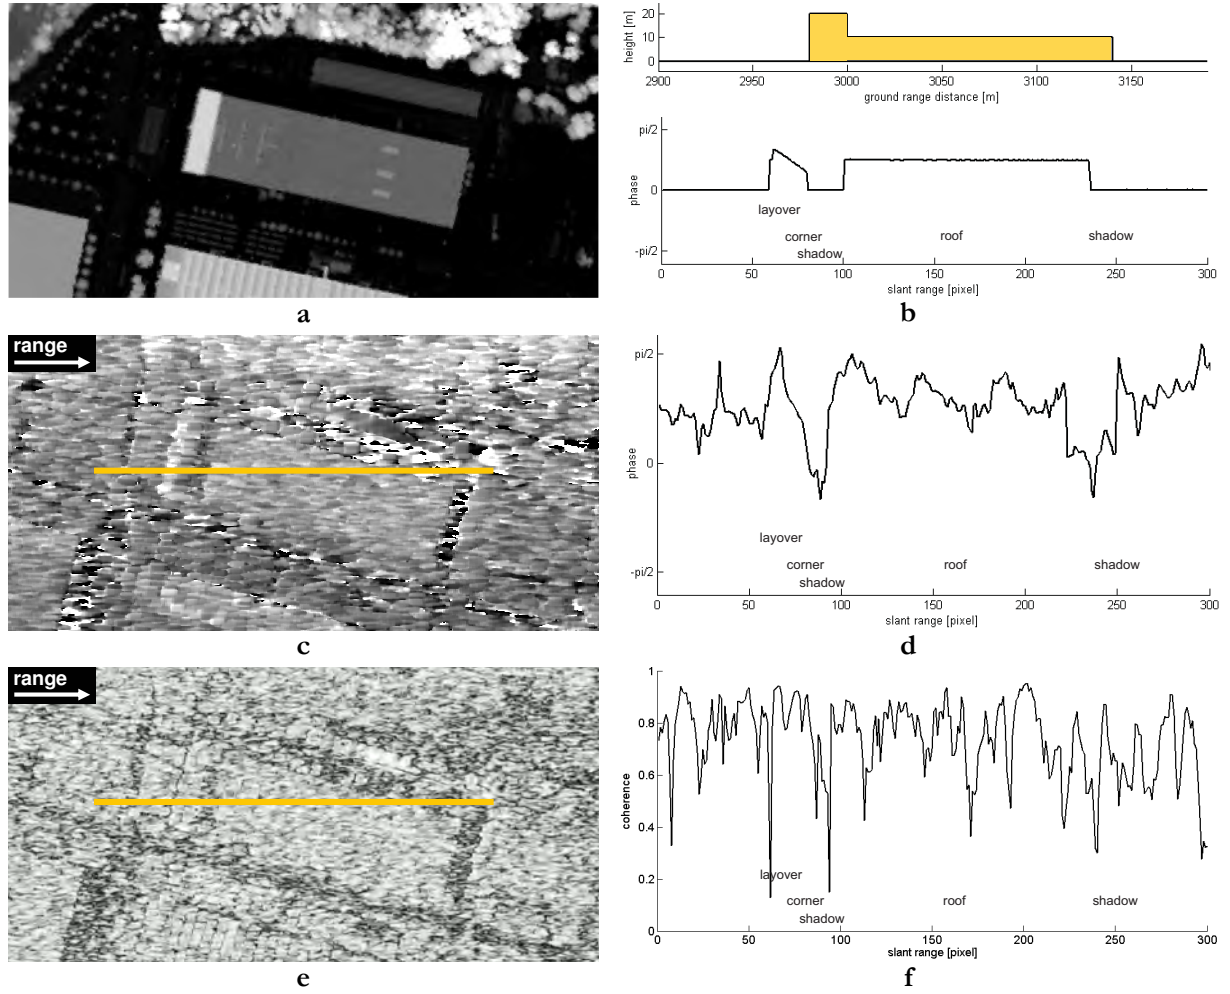 20
10
0
height [m]
2900 2950 3000 3050 3100 3150
ground range distance [m]
pi/2
0
-pi/2
phase
layover
corner
shadow
roof
shadow
0 50 100 150 200 250 300
slant range [pixel]
a
b
range
pi/2
0
-pi/2
phase
layover
corner
shadow
roof
shadow
0 50 100 150 200 250 300
slant range [pixel]
c
d
range
1
0.8
0.6
0.4
0.2
0
coherence
layover
corner
shadow
roof
shadow
0 50 100 150 200 250 300
slant range [pixel]
e
f